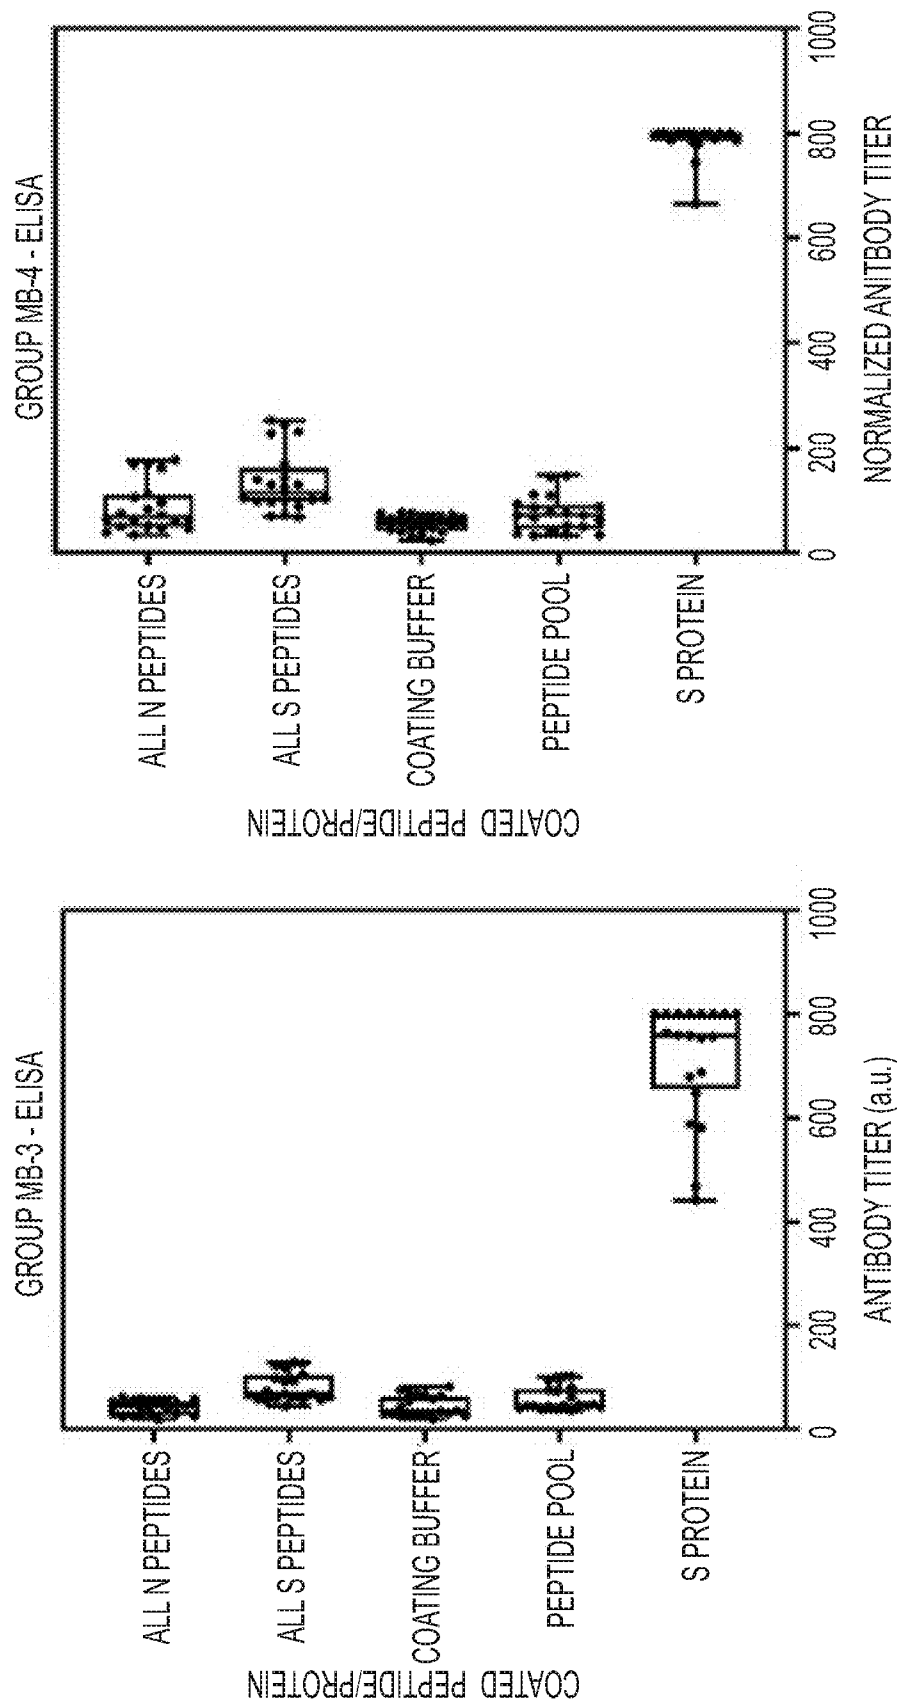 GROUP MB-3 - ELISA
COATED PEPTIDE/PROTEIN
ALL N PEPTIDES
ALL S PEPTIDES
COATING BUFFER
PEPTIDE POOL
S PROTEIN
0
200
400
600
800
1000
ANTIBODY TITER (a.u.)
GROUP MB-4 - ELISA
COATED PEPTIDE/PROTEIN
ALL N PEPTIDES
ALL S PEPTIDES
COATING BUFFER
PEPTIDE POOL
S PROTEIN
0
200
400
600
800
1000
NORMALIZED ANITBODY TITER